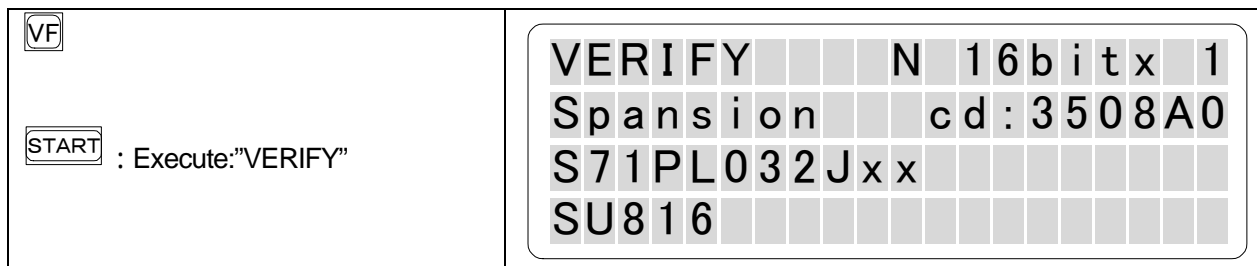 VF
START : Execute:”VERIFY”
VERIFY N 16bitx 1
Spansion cd:3508A0
S71PL032Jxx
SU816